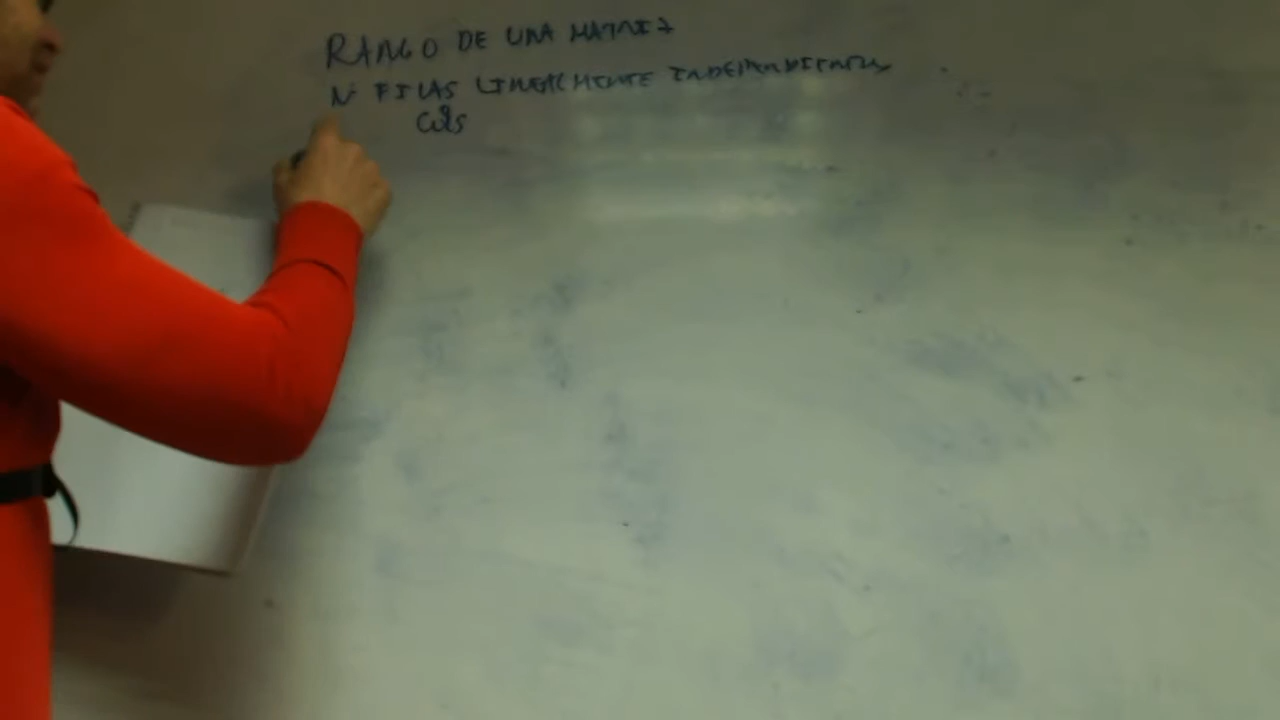 RANGO DE UNA MATRIZ
Nº FILAS LINEALMENTE INDEPENDIENTES
COLS